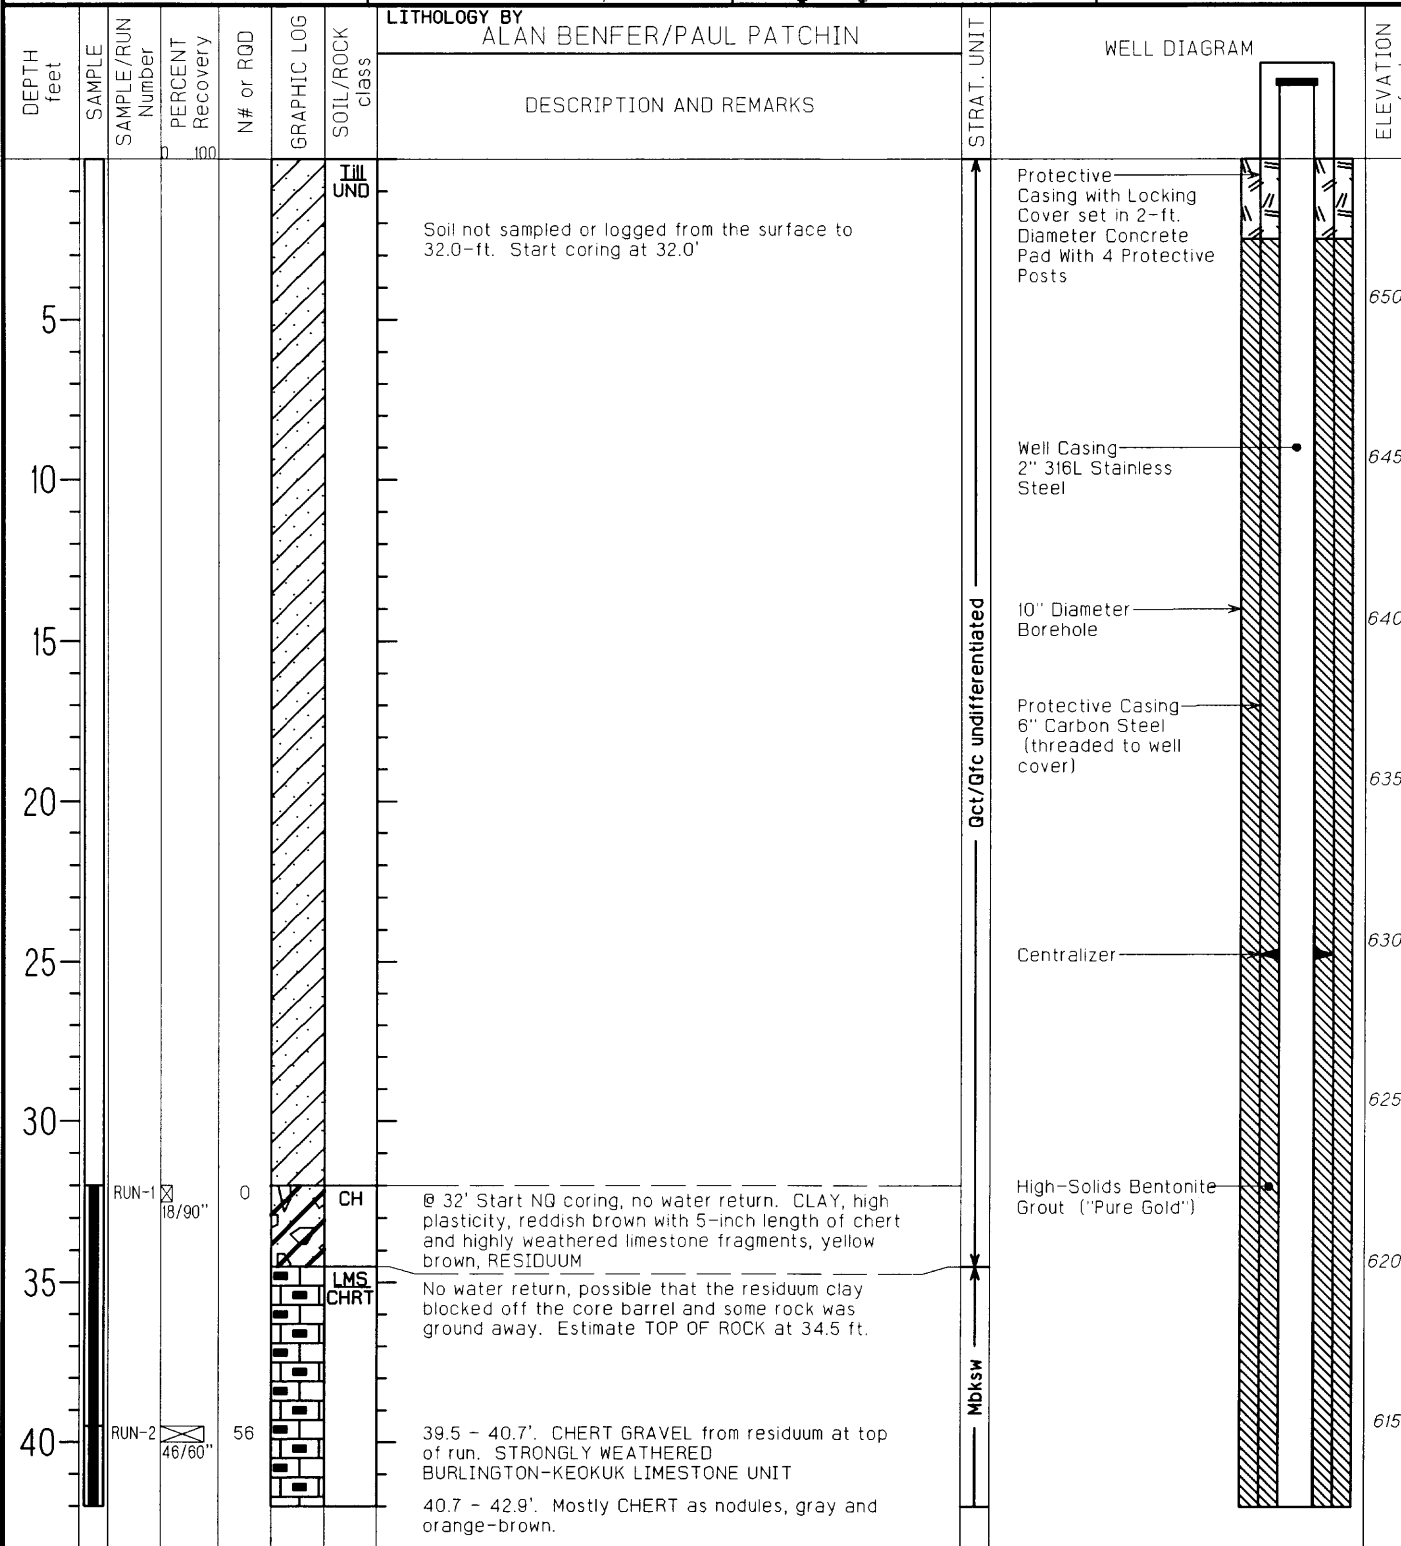 LITHOLOGY BY
ALAN BENFER/PAUL PATCHIN
DEPTH
feet
SAMPLE
SAMPLE/RUN
Number
PERCENT
Recovery
0 100
N# or RQD
GRAPHIC LOG
SOIL/ROCK
class
DESCRIPTION AND REMARKS
STRAT. UNIT
WELL DIAGRAM
ELEVATION
Till
UND
Soil not sampled or logged from the surface to
32.0-ft. Start coring at 32.0'
Protective
Casing with Locking
Cover set in 2-ft.
Diameter Concrete
Pad With 4 Protective
Posts
650
5
Well Casing
2" 316L Stainless
Steel
645
10
10" Diameter
Borehole
640
15
Qct/Qfc undifferentiated
Protective Casing
6" Carbon Steel
(threaded to well
cover)
635
20
Centralizer
630
25
625
30
RUN-1
18/90"
0
CH
@ 32' Start NQ coring, no water return. CLAY, high
plasticity, reddish brown with 5-inch length of chert
and highly weathered limestone fragments, yellow
brown, RESIDUUM
High-Solids Bentonite
Grout ("Pure Gold")
620
35
LMS
CHRT
No water return, possible that the residuum clay
blocked off the core barrel and some rock was
ground away. Estimate TOP OF ROCK at 34.5 ft.
Mbksw
615
40
RUN-2
46/60"
56
39.5 - 40.7'. CHERT GRAVEL from residuum at top
of run. STRONGLY WEATHERED
BURLINGTON-KEOKUK LIMESTONE UNIT
40.7 - 42.9'. Mostly CHERT as nodules, gray and
orange-brown.